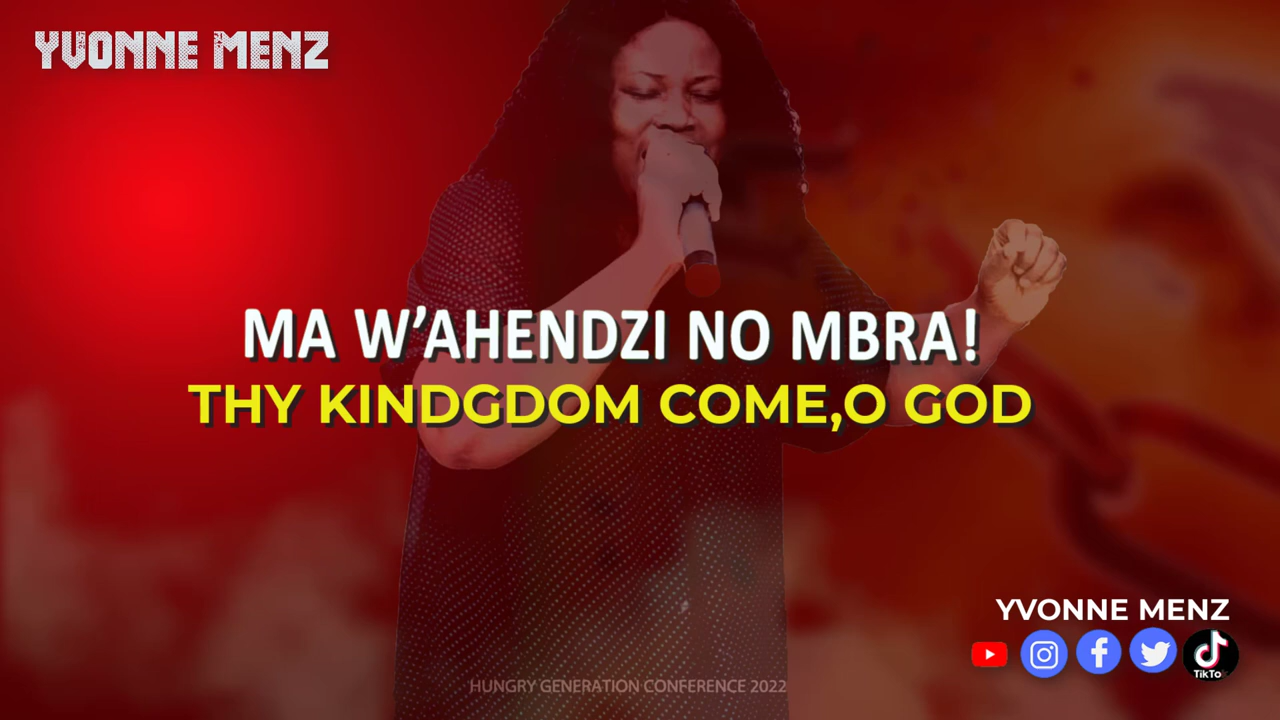 YVONNE MENZ
MA W’AHENDZI NO MBRA!
THY KINDGDOM COME,O GOD
YVONNE MENZ
TikTo
HUNGRY GENERATION CONFERENCE 2022